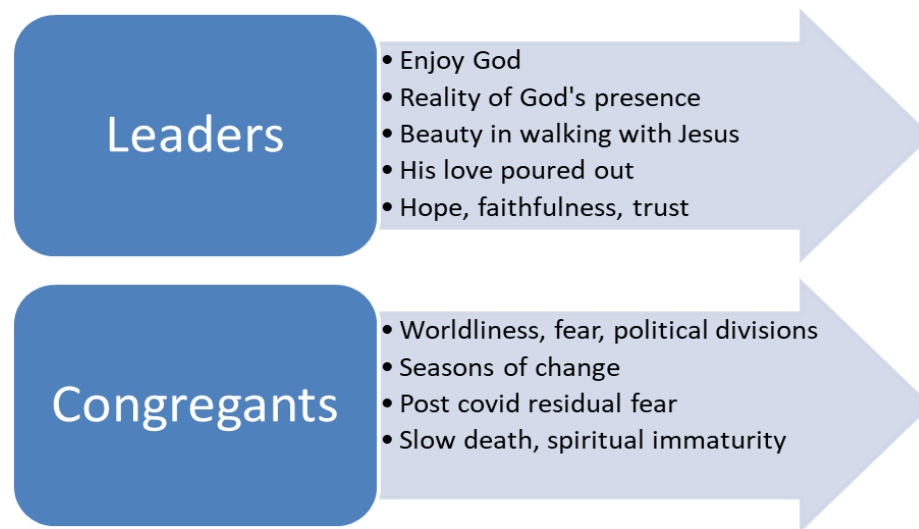 Leaders
• Enjoy God
• Reality of God's presence
• Beauty in walking with Jesus
• His love poured out
• Hope, faithfulness, trust
Congregants
• Worldliness, fear, political divisions
• Seasons of change
• Post covid residual fear
• Slow death, spiritual immaturity